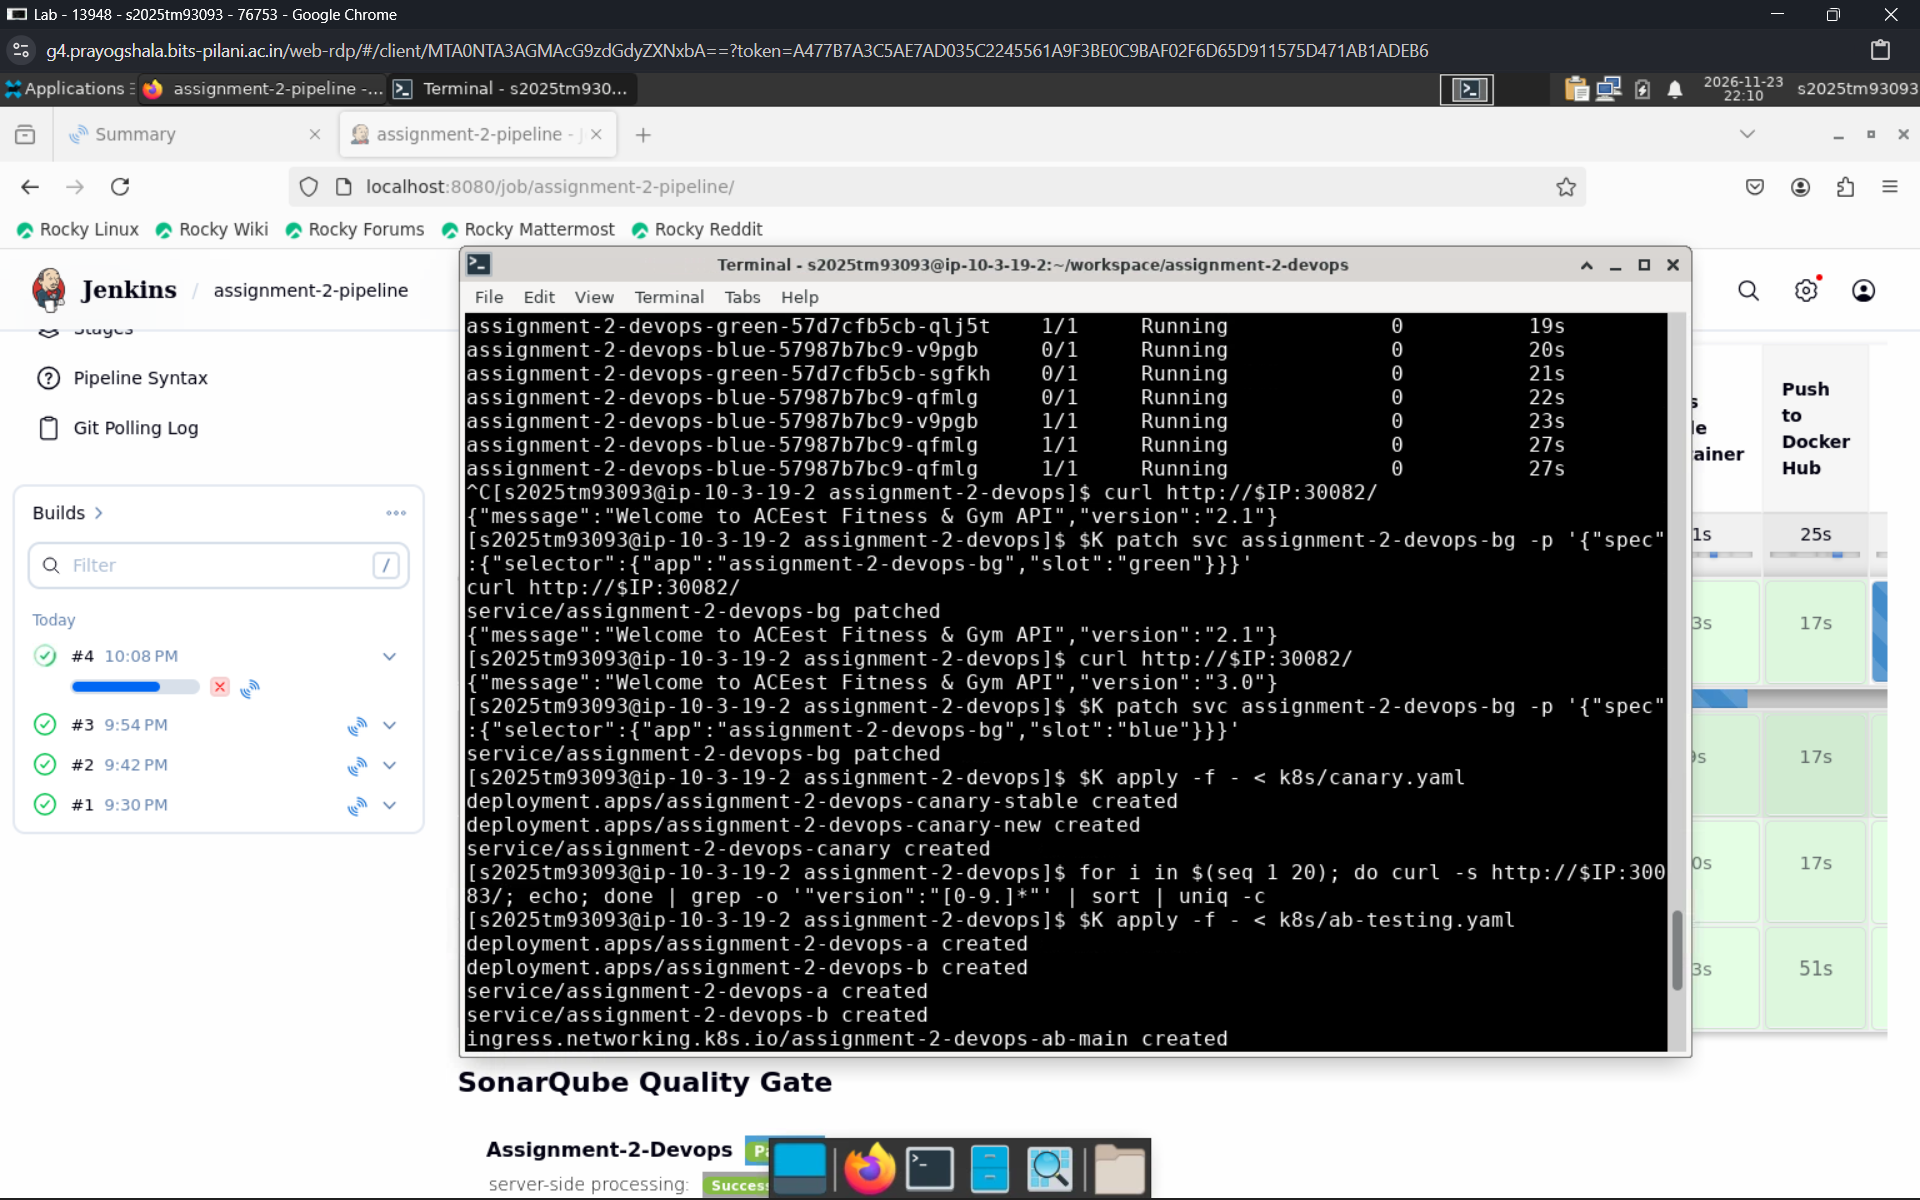 Lab - 13948 - s2025tm93093 - 76753 - Google Chrome
g4.prayogshala.bits-pilani.ac.in/web-rdp/#/client/MTA0NTA3AGMAcG9zdGdyZXNxbA==?token=A477B7A3C5AE7AD035C2245561A9F3BE0C9BAF02F6D65D911575D471AB1ADEB6
Applications
assignment-2-pipeline -...
Terminal - s2025tm930...
2026-11-23
22:10
s2025tm93093
Summary
assignment-2-pipeline - J
localhost:8080/job/assignment-2-pipeline/
Rocky Linux
Rocky Wiki
Rocky Forums
Rocky Mattermost
Rocky Reddit
Jenkins / assignment-2-pipeline
Stages
Pipeline Syntax
Git Polling Log
Builds
Filter
/
Today
#4 10:08 PM
#3 9:54 PM
#2 9:42 PM
#1 9:30 PM
Terminal - s2025tm93093@ip-10-3-19-2:~/workspace/assignment-2-devops
File Edit View Terminal Tabs Help
assignment-2-devops-green-57d7cfb5cb-qlj5t 1/1 Running 0 19s
assignment-2-devops-blue-57987b7bc9-v9pgb 0/1 Running 0 20s
assignment-2-devops-green-57d7cfb5cb-sgfkh 0/1 Running 0 21s
assignment-2-devops-blue-57987b7bc9-qfmlg 0/1 Running 0 22s
assignment-2-devops-blue-57987b7bc9-v9pgb 1/1 Running 0 23s
assignment-2-devops-blue-57987b7bc9-qfmlg 1/1 Running 0 27s
assignment-2-devops-blue-57987b7bc9-qfmlg 1/1 Running 0 27s
^C[s2025tm93093@ip-10-3-19-2 assignment-2-devops]$ curl http://$IP:30082/
{"message":"Welcome to ACEest Fitness & Gym API","version":"2.1"}
[s2025tm93093@ip-10-3-19-2 assignment-2-devops]$ $K patch svc assignment-2-devops-bg -p '{"spec"
:{"selector":{"app":"assignment-2-devops-bg","slot":"green"}}}'
curl http://$IP:30082/
service/assignment-2-devops-bg patched
{"message":"Welcome to ACEest Fitness & Gym API","version":"2.1"}
[s2025tm93093@ip-10-3-19-2 assignment-2-devops]$ curl http://$IP:30082/
{"message":"Welcome to ACEest Fitness & Gym API","version":"3.0"}
[s2025tm93093@ip-10-3-19-2 assignment-2-devops]$ $K patch svc assignment-2-devops-bg -p '{"spec"
:{"selector":{"app":"assignment-2-devops-bg","slot":"blue"}}}'
service/assignment-2-devops-bg patched
[s2025tm93093@ip-10-3-19-2 assignment-2-devops]$ $K apply -f - < k8s/canary.yaml
deployment.apps/assignment-2-devops-canary-stable created
deployment.apps/assignment-2-devops-canary-new created
service/assignment-2-devops-canary created
[s2025tm93093@ip-10-3-19-2 assignment-2-devops]$ for i in $(seq 1 20); do curl -s http://$IP:300
83/; echo; done | grep -o '"version":"[0-9.]*"' | sort | uniq -c
[s2025tm93093@ip-10-3-19-2 assignment-2-devops]$ $K apply -f - < k8s/ab-testing.yaml
deployment.apps/assignment-2-devops-a created
deployment.apps/assignment-2-devops-b created
service/assignment-2-devops-a created
service/assignment-2-devops-b created
ingress.networking.k8s.io/assignment-2-devops-ab-main created
s
le
ainer
Push
to
Docker
Hub
1s 25s
3s 17s
9s 17s
0s 17s
3s 51s
SonarQube Quality Gate
Assignment-2-Devops Pa
server-side processing: Success